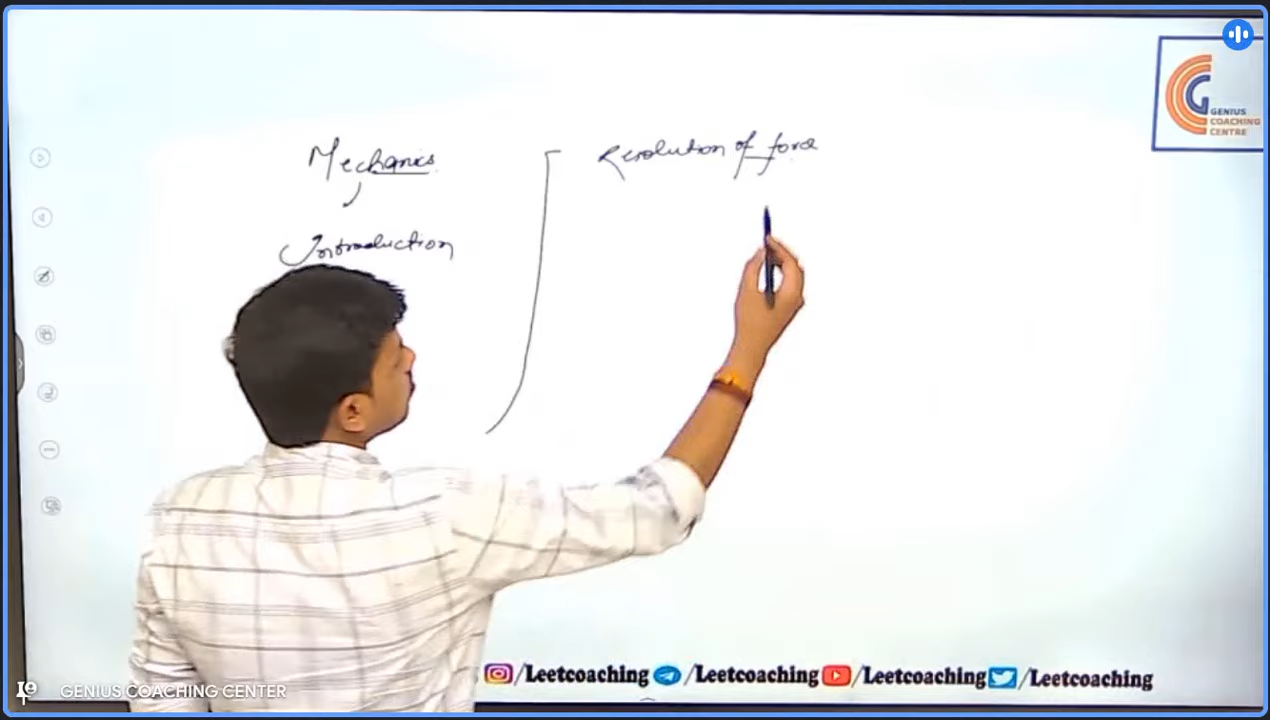 Mechanics
Introduction
Resolution of force
GENIUS
COACHING
CENTRE
/Leetcoaching /Leetcoaching /Leetcoaching /Leetcoaching
GENIUS COACHING CENTER